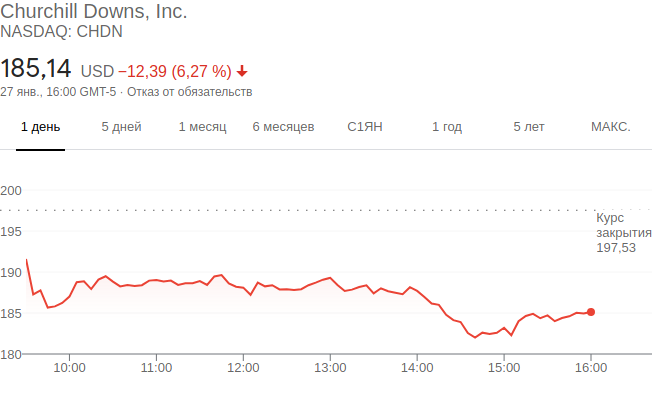 Churchill Downs, Inc.
NASDAQ: CHDN
185,14 USD −12,39 (6,27 %)
27 янв., 16:00 GMT-5 · Отказ от обязательств
1 день 5 дней 1 месяц 6 месяцев С1ЯН 1 год 5 лет МАКС.
200
Курс
195
закрытия
197,53
190
185
180
10:00 11:00 12:00 13:00 14:00 15:00 16:00